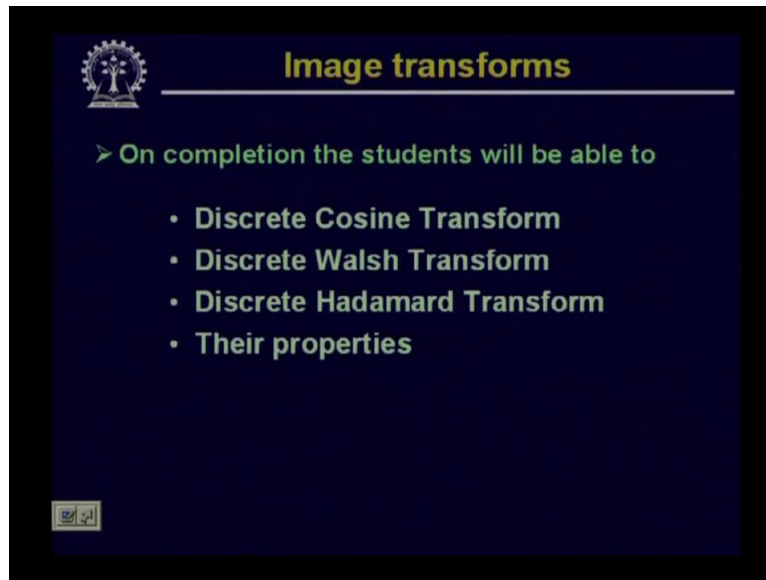 Image transforms
➢ On completion the students will be able to
• Discrete Cosine Transform
• Discrete Walsh Transform
• Discrete Hadamard Transform
• Their properties